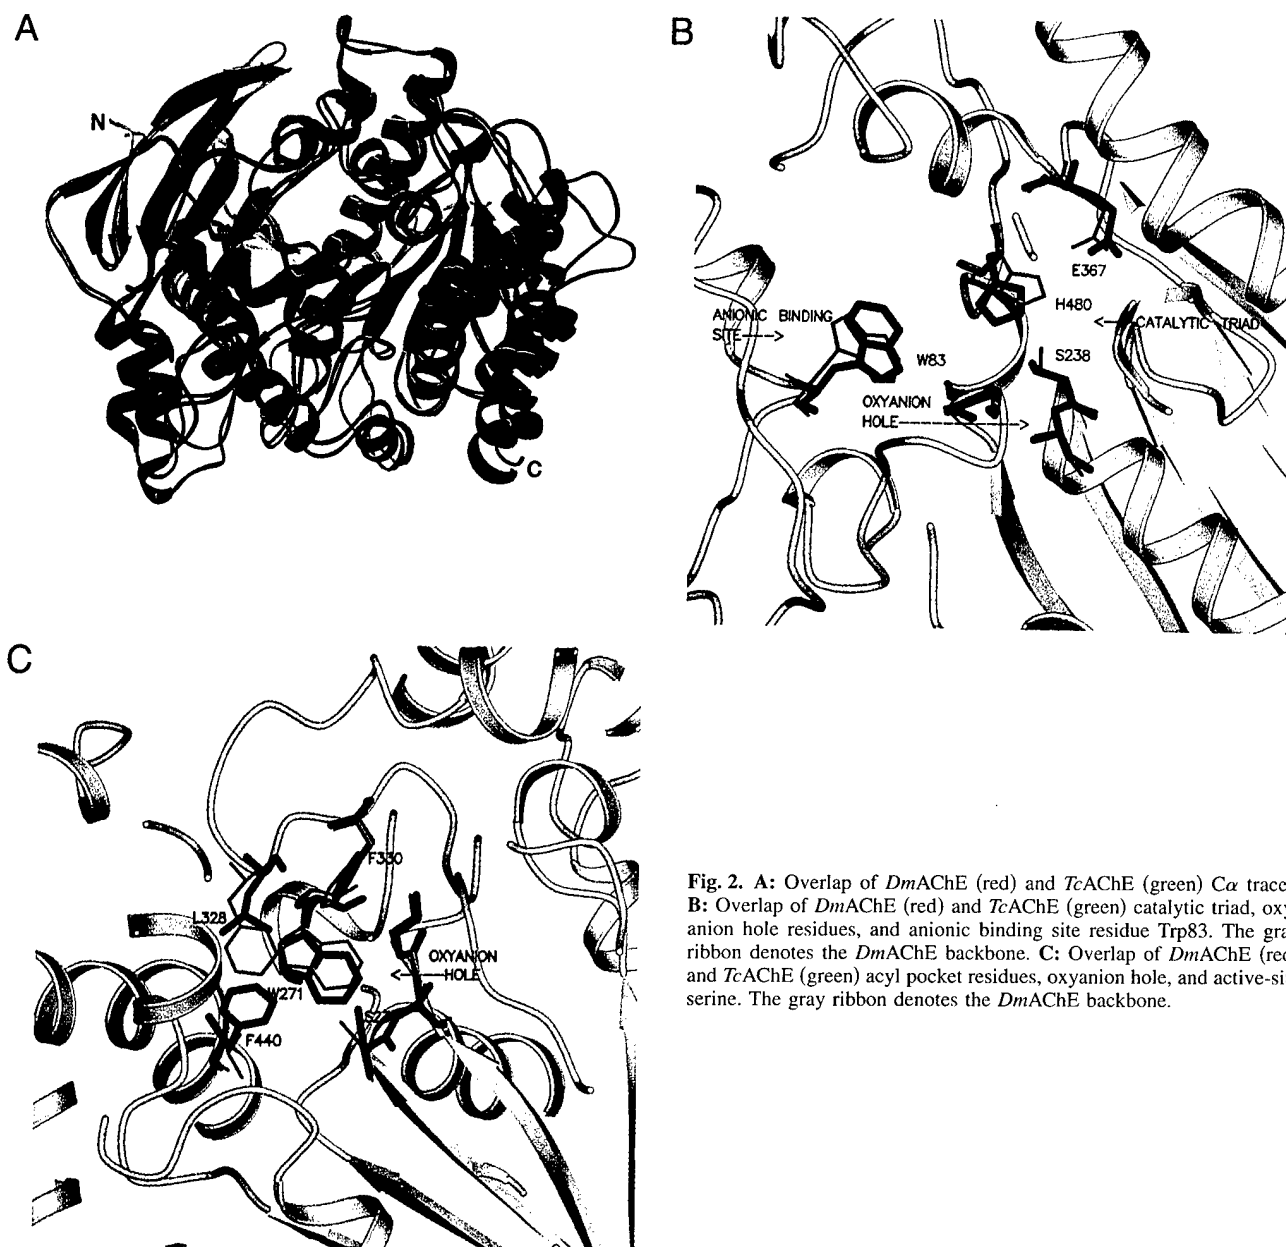 A
B
N
C
E367
H480
ANIONIC BINDING
SITE
CATALYTIC TRIAD
W83
S238
OXYANION
HOLE
C
F330
L328
OXYANION
HOLE
W271
F440
Fig. 2. A: Overlap of DmAChE (red) and TcAChE (green) Cα
B: Overlap of DmAChE (red) and TcAChE (green) catalytic triad, oxy
anion hole residues, and anionic binding site residue Trp83. The gra
ribbon denotes the DmAChE backbone. C: Overlap of DmAChE (red
and TcAChE (green) acyl pocket residues, oxyanion hole, and active-si
serine. The gray ribbon denotes the DmAChE backbone.